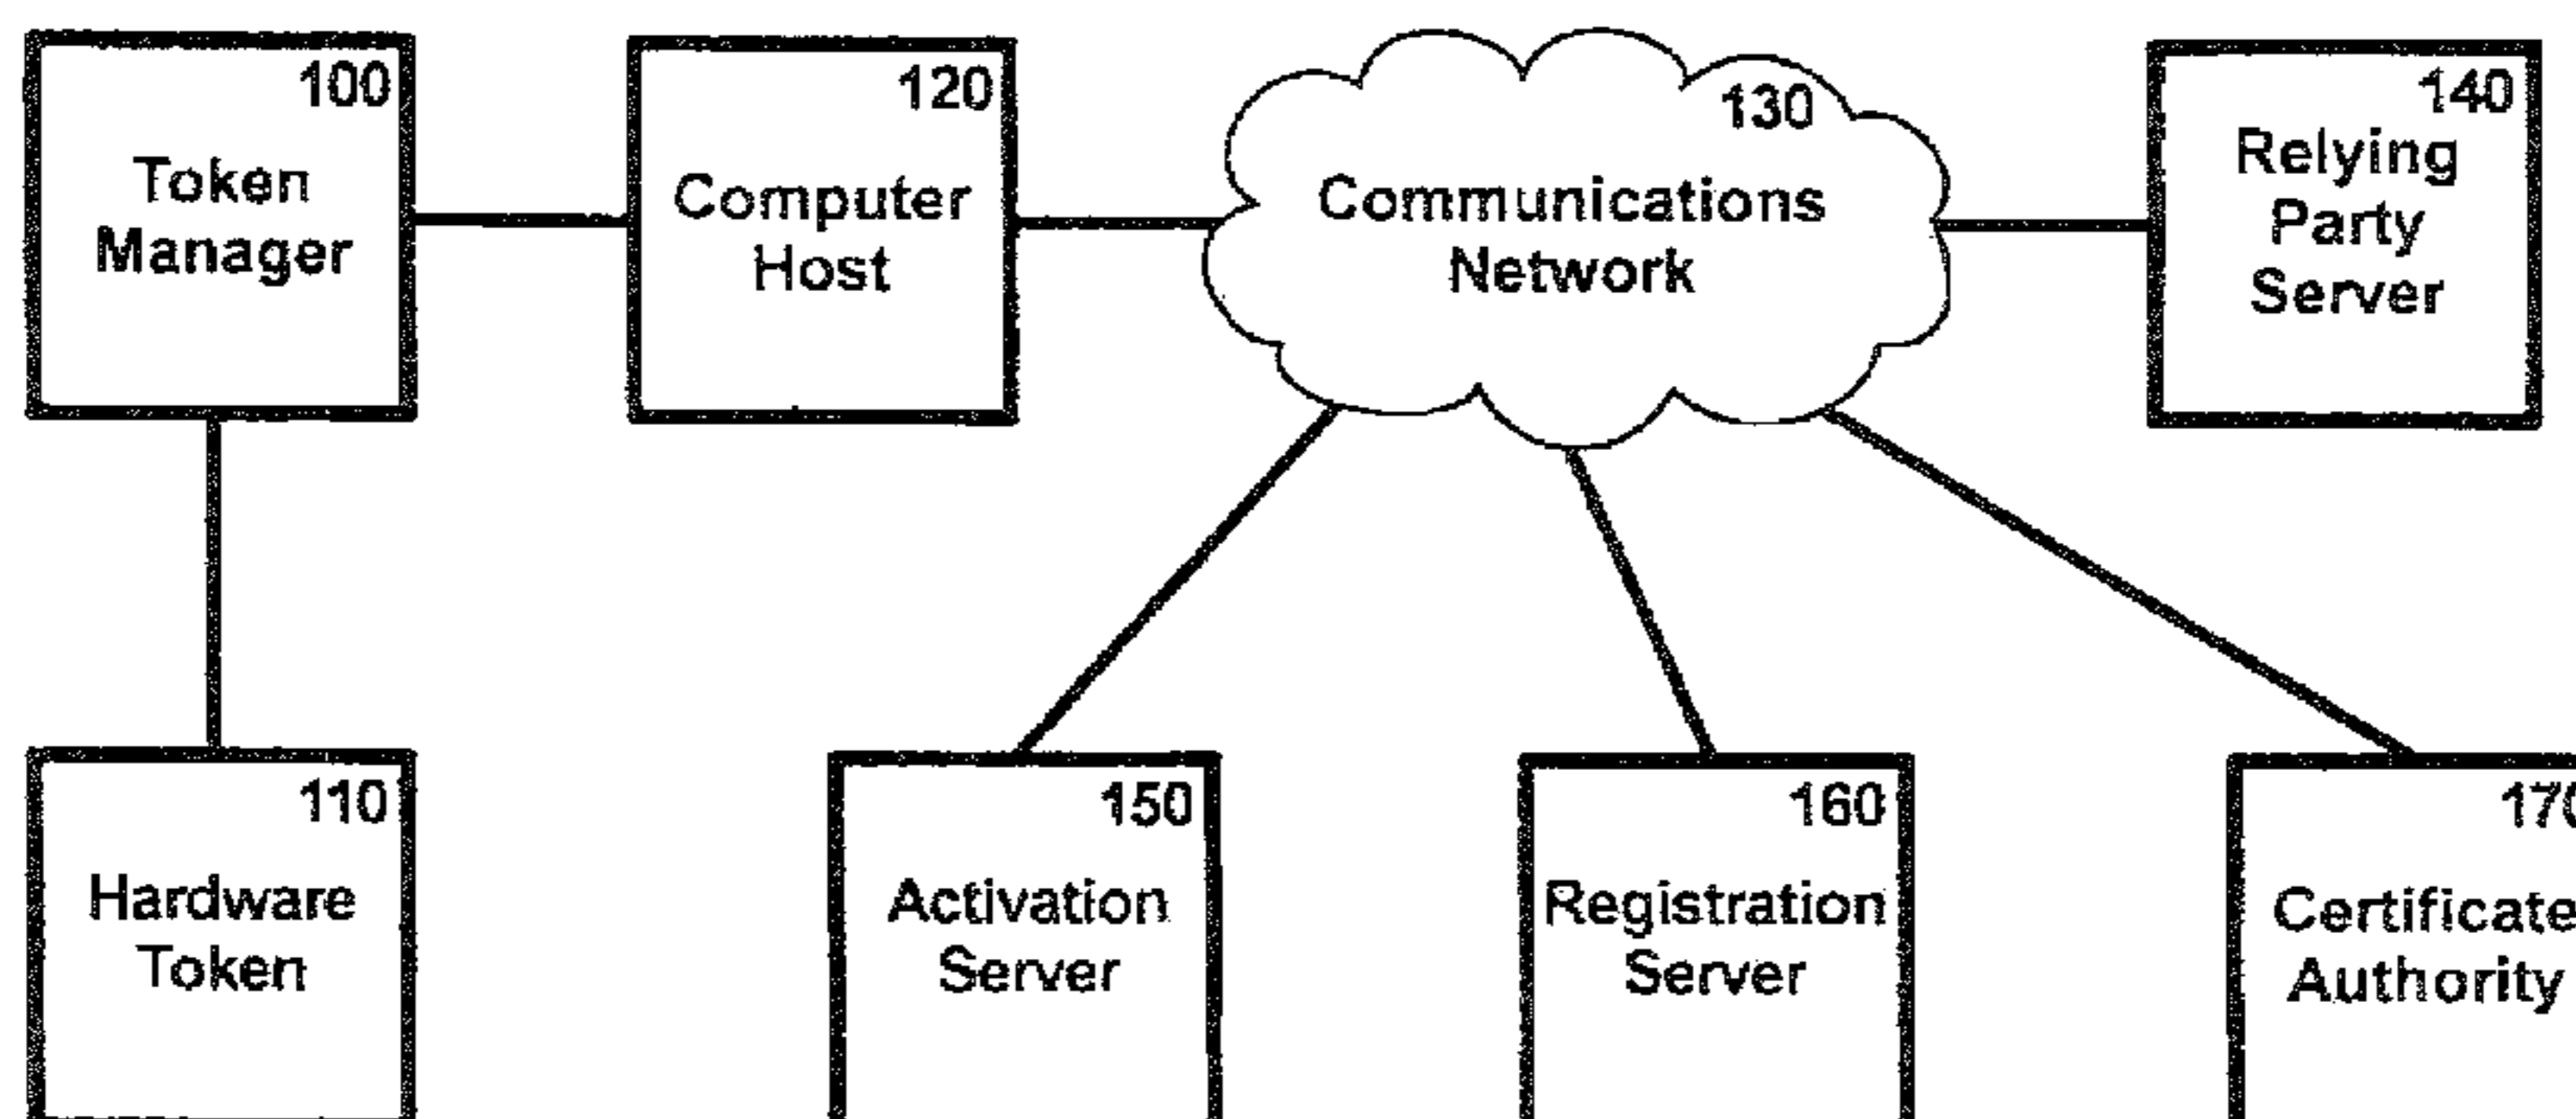 100
Token
Manager
120
Computer
Host
130
Communications
Network
140
Relying
Party
Server
110
Hardware
Token
150
Activation
Server
160
Registration
Server
170
Certificate
Authority